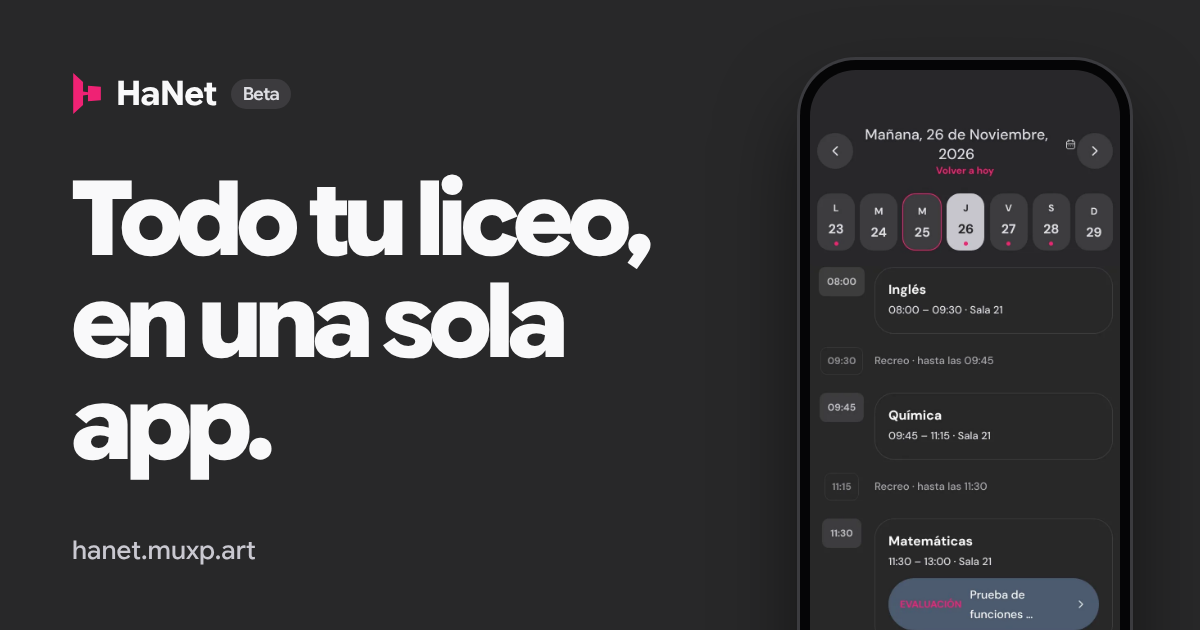 HaNet
Beta
Todo tu liceo,
en una sola
app.
hanet.muxp.art
Mañana, 26 de Noviembre,
2026
Volver a hoy
L M M J V S D
23 24 25 26 27 28 29
08:00
Inglés
08:00 – 09:30 · Sala 21
09:30
Recreo · hasta las 09:45
09:45
Química
09:45 – 11:15 · Sala 21
11:15
Recreo · hasta las 11:30
11:30
Matemáticas
11:30 – 13:00 · Sala 21
EVALUACIÓN
Prueba de
funciones ...